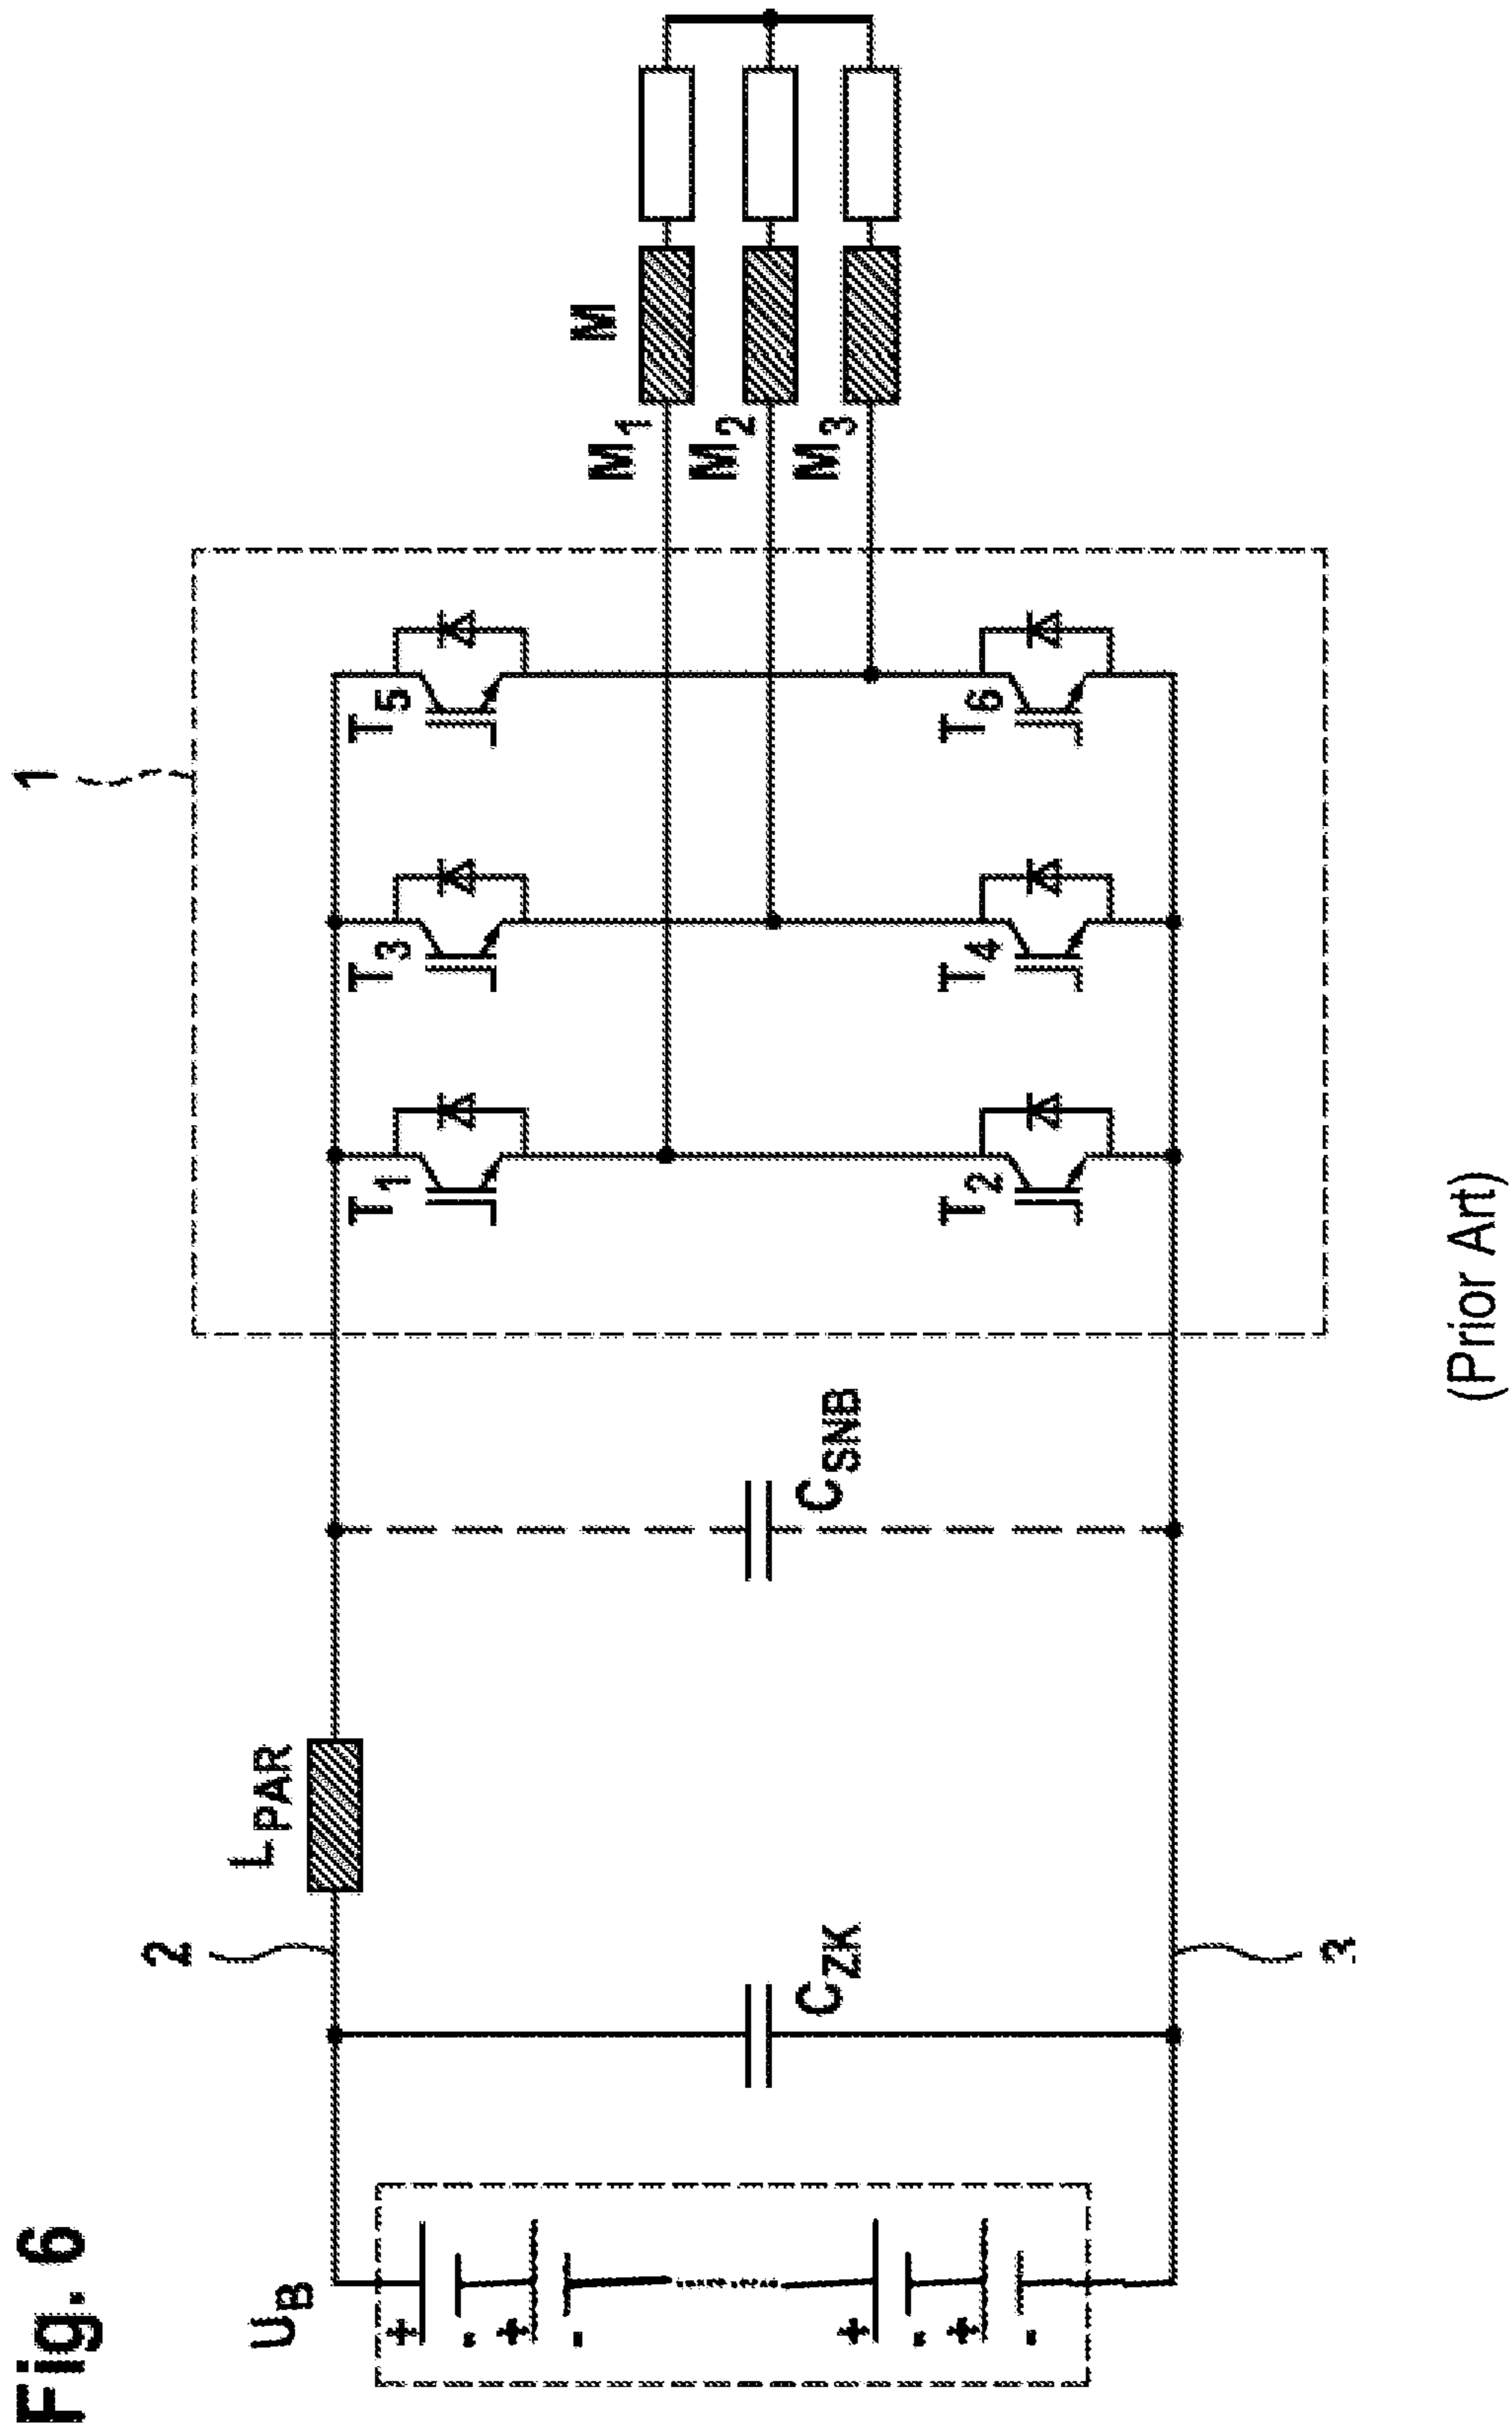 Fig. 6
1
2
L_PAR
U_B
+
-
+
-
+
-
+
-
C_ZK
C_SNB
T_1
T_3
T_5
T_2
T_4
T_6
M
M_1
M_2
M_3
3
(Prior Art)